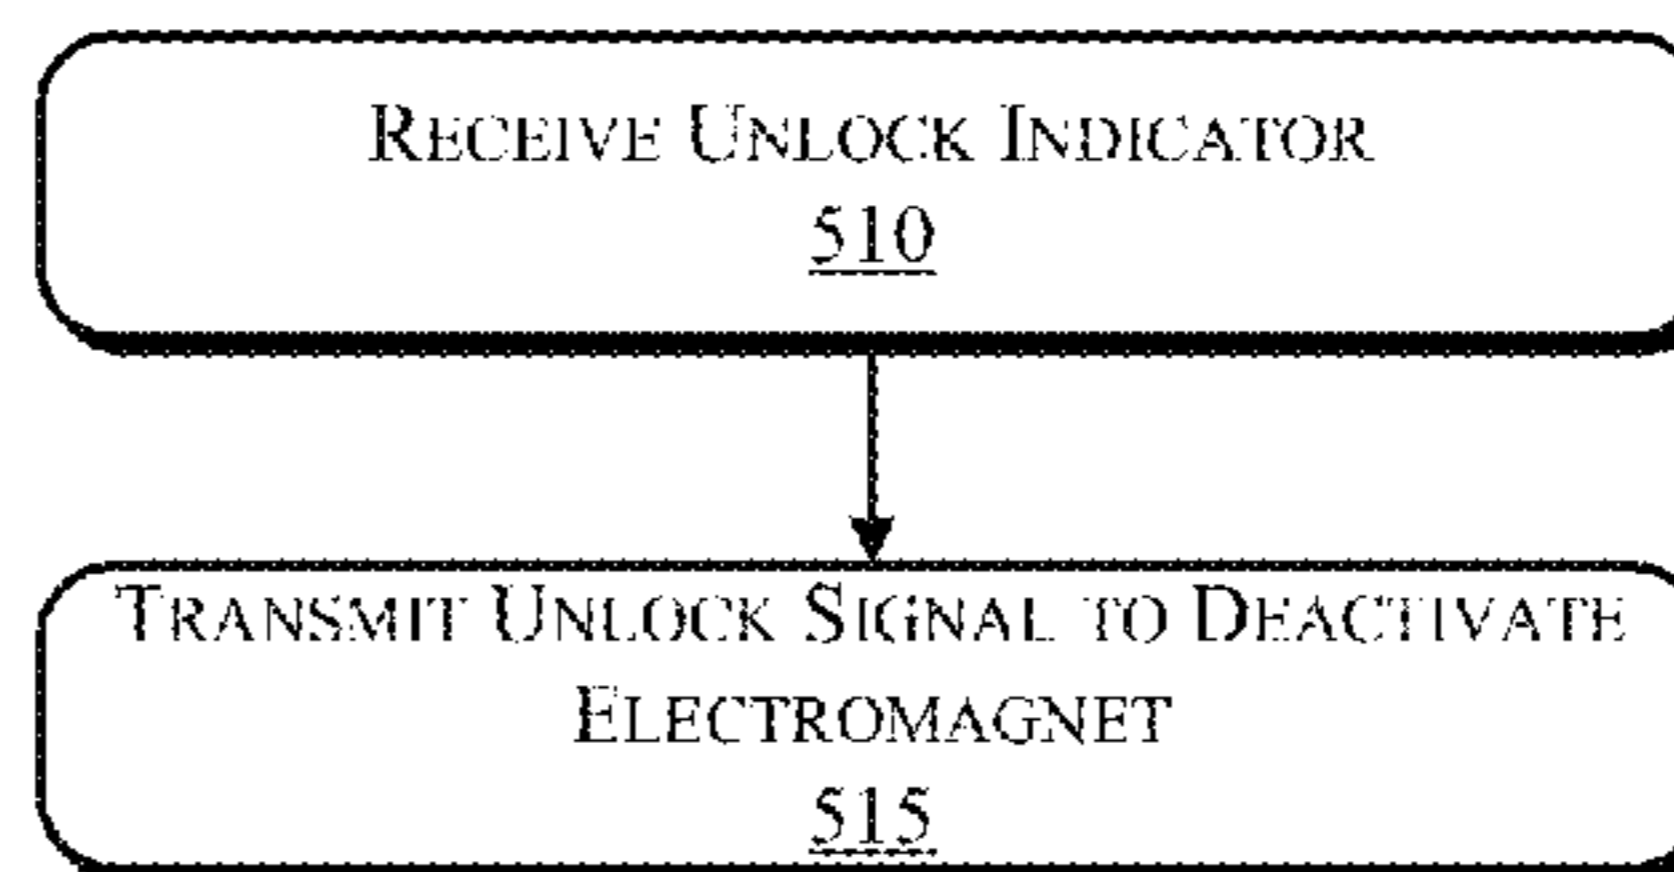 RECEIVE UNLOCK INDICATOR
510
TRANSMIT UNLOCK SIGNAL TO DEACTIVATE
ELECTROMAGNET
515